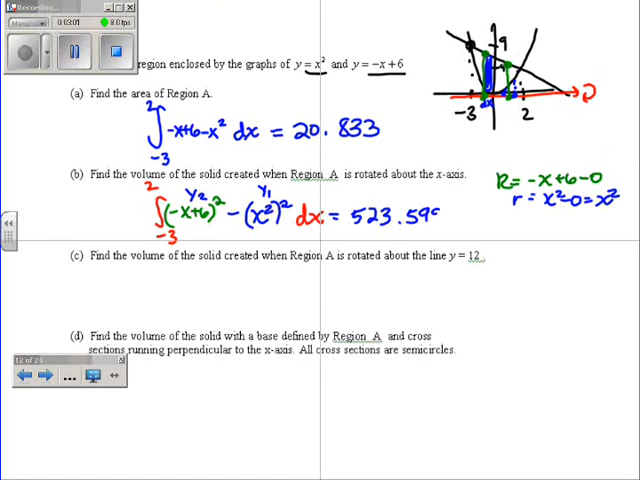 Recording...
Menu
0:03:01
8.0fps
region enclosed by the graphs of y = x² and y = −x + 6
9
4
-3
dx
2
(a) Find the area of Region A.
2
∫ -x+6-x² dx = 20.833
-3
(b) Find the volume of the solid created when Region A is rotated about the x-axis.
R = -x+6-0
r = x²-0 = x²
2 y2 y1
∫ (-x+6)² - (x²)² dx = 523.59
-3
(c) Find the volume of the solid created when Region A is rotated about the line y = 12.
(d) Find the volume of the solid with a base defined by Region A and cross
sections running perpendicular to the x-axis. All cross sections are semicircles.
12 of 24